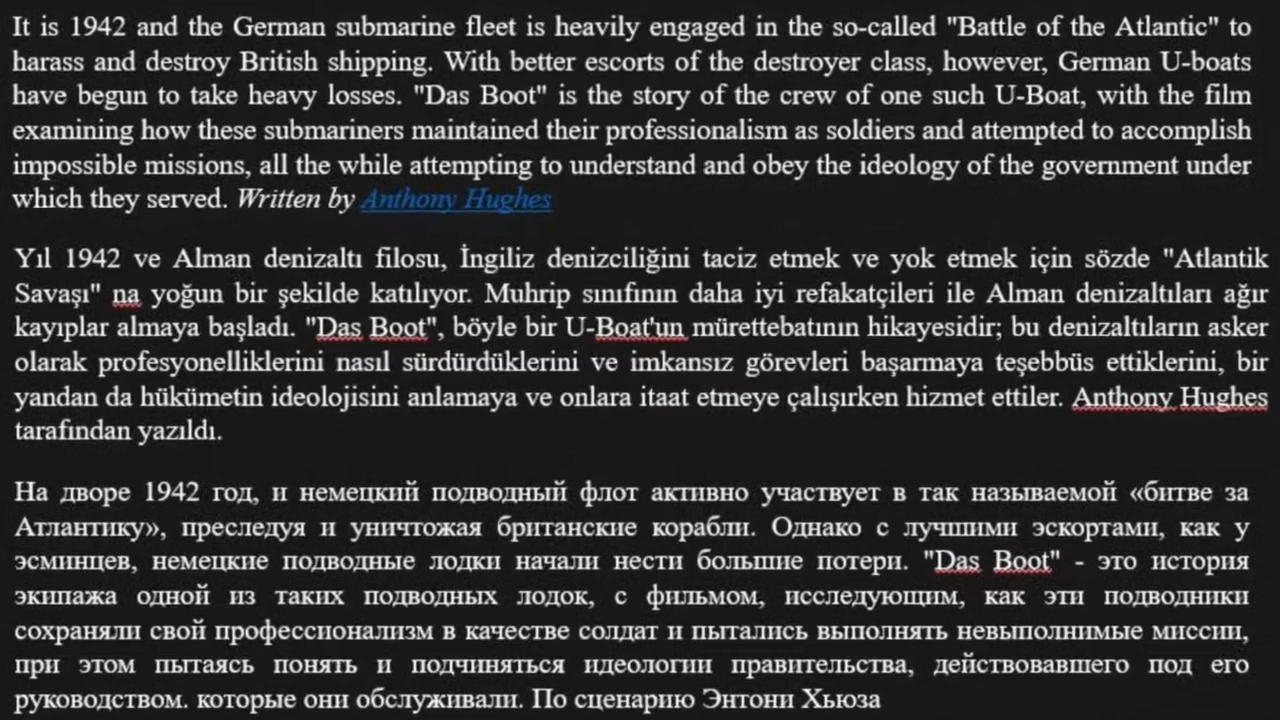 It is 1942 and the German submarine fleet is heavily engaged in the so-called "Battle of the Atlantic" to
harass and destroy British shipping. With better escorts of the destroyer class, however, German U-boats
have begun to take heavy losses. "Das Boot" is the story of the crew of one such U-Boat, with the film
examining how these submariners maintained their professionalism as soldiers and attempted to accomplish
impossible missions, all the while attempting to understand and obey the ideology of the government under
which they served. Written by Anthony Hughes
Yıl 1942 ve Alman denizaltı filosu, İngiliz denizciliğini taciz etmek ve yok etmek için sözde "Atlantik
Savaşı" na yoğun bir şekilde katılıyor. Muhrip sınıfının daha iyi refakatçileri ile Alman denizaltıları ağır
kayıplar almaya başladı. "Das Boot", böyle bir U-Boat'un mürettebatının hikayesidir; bu denizaltıların asker
olarak profesyonelliklerini nasıl sürdürdüklerini ve imkansız görevleri başarmaya teşebbüs ettiklerini, bir
yandan da hükümetin ideolojisini anlamaya ve onlara itaat etmeye çalışırken hizmet ettiler. Anthony Hughes
tarafından yazıldı.
На дворе 1942 год, и немецкий подводный флот активно участвует в так называемой «битве за
Атлантику», преследуя и уничтожая британские корабли. Однако с лучшими эскортами, как у
эсминцев, немецкие подводные лодки начали нести большие потери. "Das Boot" - это история
экипажа одной из таких подводных лодок, с фильмом, исследующим, как эти подводники
сохраняли свой профессионализм в качестве солдат и пытались выполнять невыполнимые миссии,
при этом пытаясь понять и подчиняться идеологии правительства, действовавшего под его
руководством. которые они обслуживали. По сценарию Энтони Хьюза